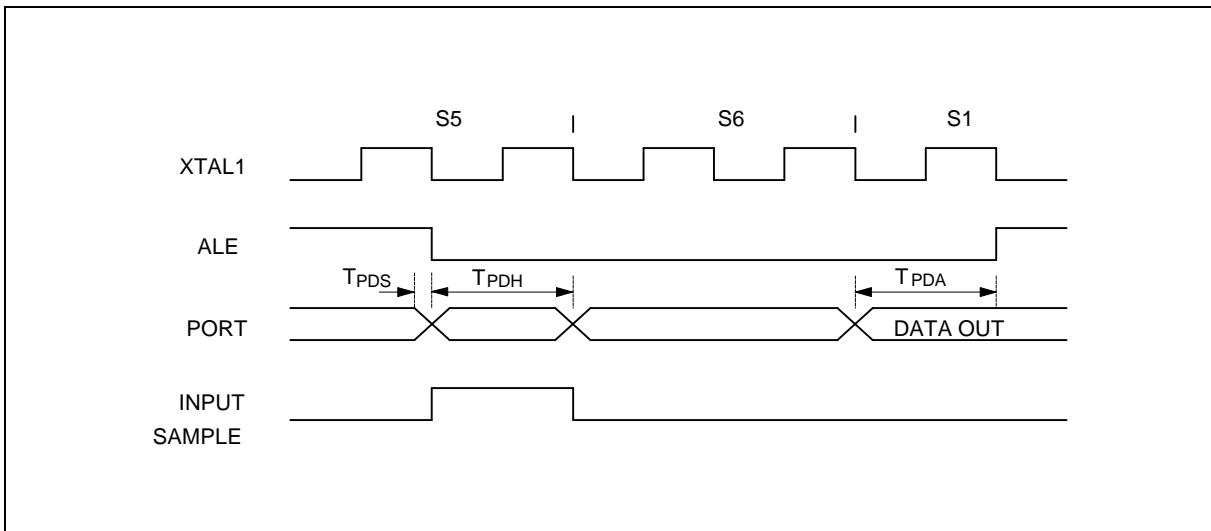 S5 S6 S1
XTAL1
ALE
TPDS TPDH TPDA
PORT DATA OUT
INPUT
SAMPLE